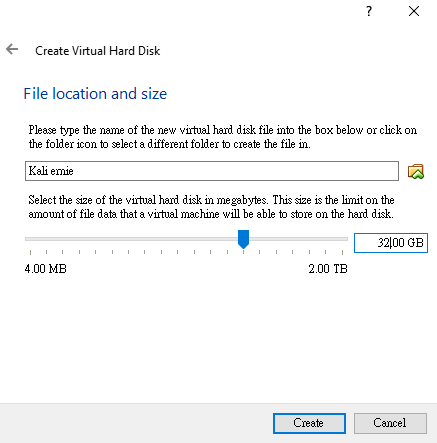 ?
Create Virtual Hard Disk
File location and size
Please type the name of the new virtual hard disk file into the box below or click on
the folder icon to select a different folder to create the file in.
Kali ernie
Select the size of the virtual hard disk in megabytes. This size is the limit on the
amount of file data that a virtual machine will be able to store on the hard disk.
32.00 GB
4.00 MB 2.00 TB
Create Cancel